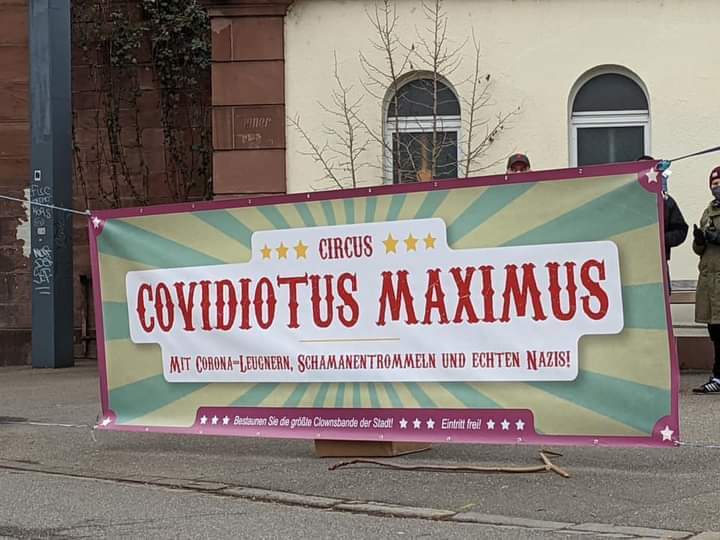 CIRCUS
COVIDIOTUS MAXIMUS
MIT CORONA-LEUGNERN, SCHAMANENTROMMELN UND ECHTEN NAZIS!
Bestaunen Sie die größte Clownsbande der Stadt! Eintritt frei!